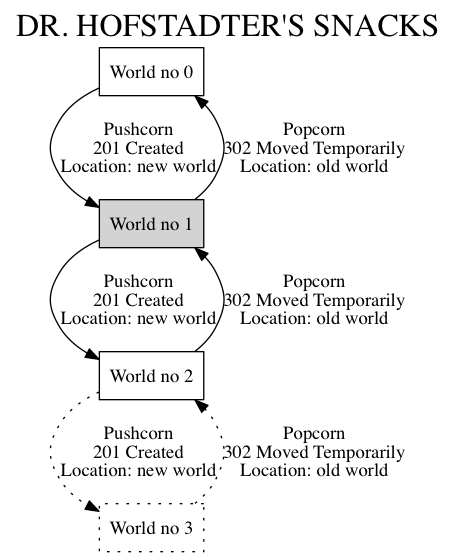 DR. HOFSTADTER'S SNACKS
World no 0
Pushcorn
201 Created
Location: new world
Popcorn
302 Moved Temporarily
Location: old world
World no 1
Pushcorn
201 Created
Location: new world
Popcorn
302 Moved Temporarily
Location: old world
World no 2
Pushcorn
201 Created
Location: new world
Popcorn
302 Moved Temporarily
Location: old world
World no 3